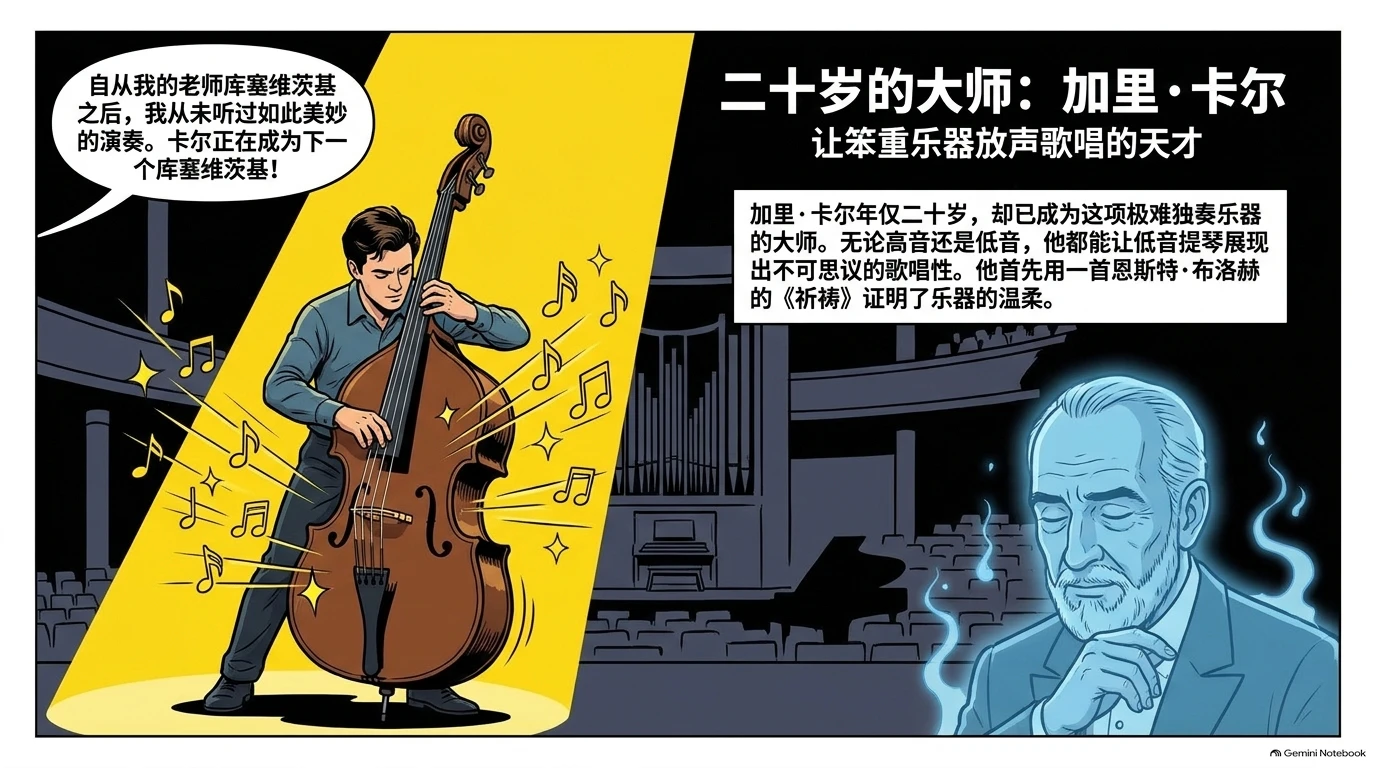 自从我的老师库塞维茨基
之后，我从未听过如此美妙
的演奏。卡尔正在成为下一
个库塞维茨基！
二十岁的大师：加里·卡尔
让笨重乐器放声歌唱的天才
加里·卡尔年仅二十岁，却已成为这项极难独奏乐器
的大师。无论高音还是低音，他都能让低音提琴展现
出不可思议的歌唱性。他首先用一首恩斯特·布洛赫
的《祈祷》证明了乐器的温柔。
Gemini Notebook